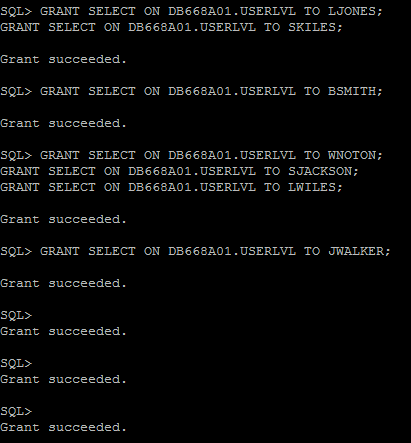 SQL> GRANT SELECT ON DB668A01.USERLVL TO LJONES;
GRANT SELECT ON DB668A01.USERLVL TO SKILES;
Grant succeeded.
SQL> GRANT SELECT ON DB668A01.USERLVL TO BSMITH;
Grant succeeded.
SQL> GRANT SELECT ON DB668A01.USERLVL TO WNOTON;
GRANT SELECT ON DB668A01.USERLVL TO SJACKSON;
GRANT SELECT ON DB668A01.USERLVL TO LWILES;
Grant succeeded.
SQL> GRANT SELECT ON DB668A01.USERLVL TO JWALKER;
Grant succeeded.
SQL>
Grant succeeded.
SQL>
Grant succeeded.
SQL>
Grant succeeded.